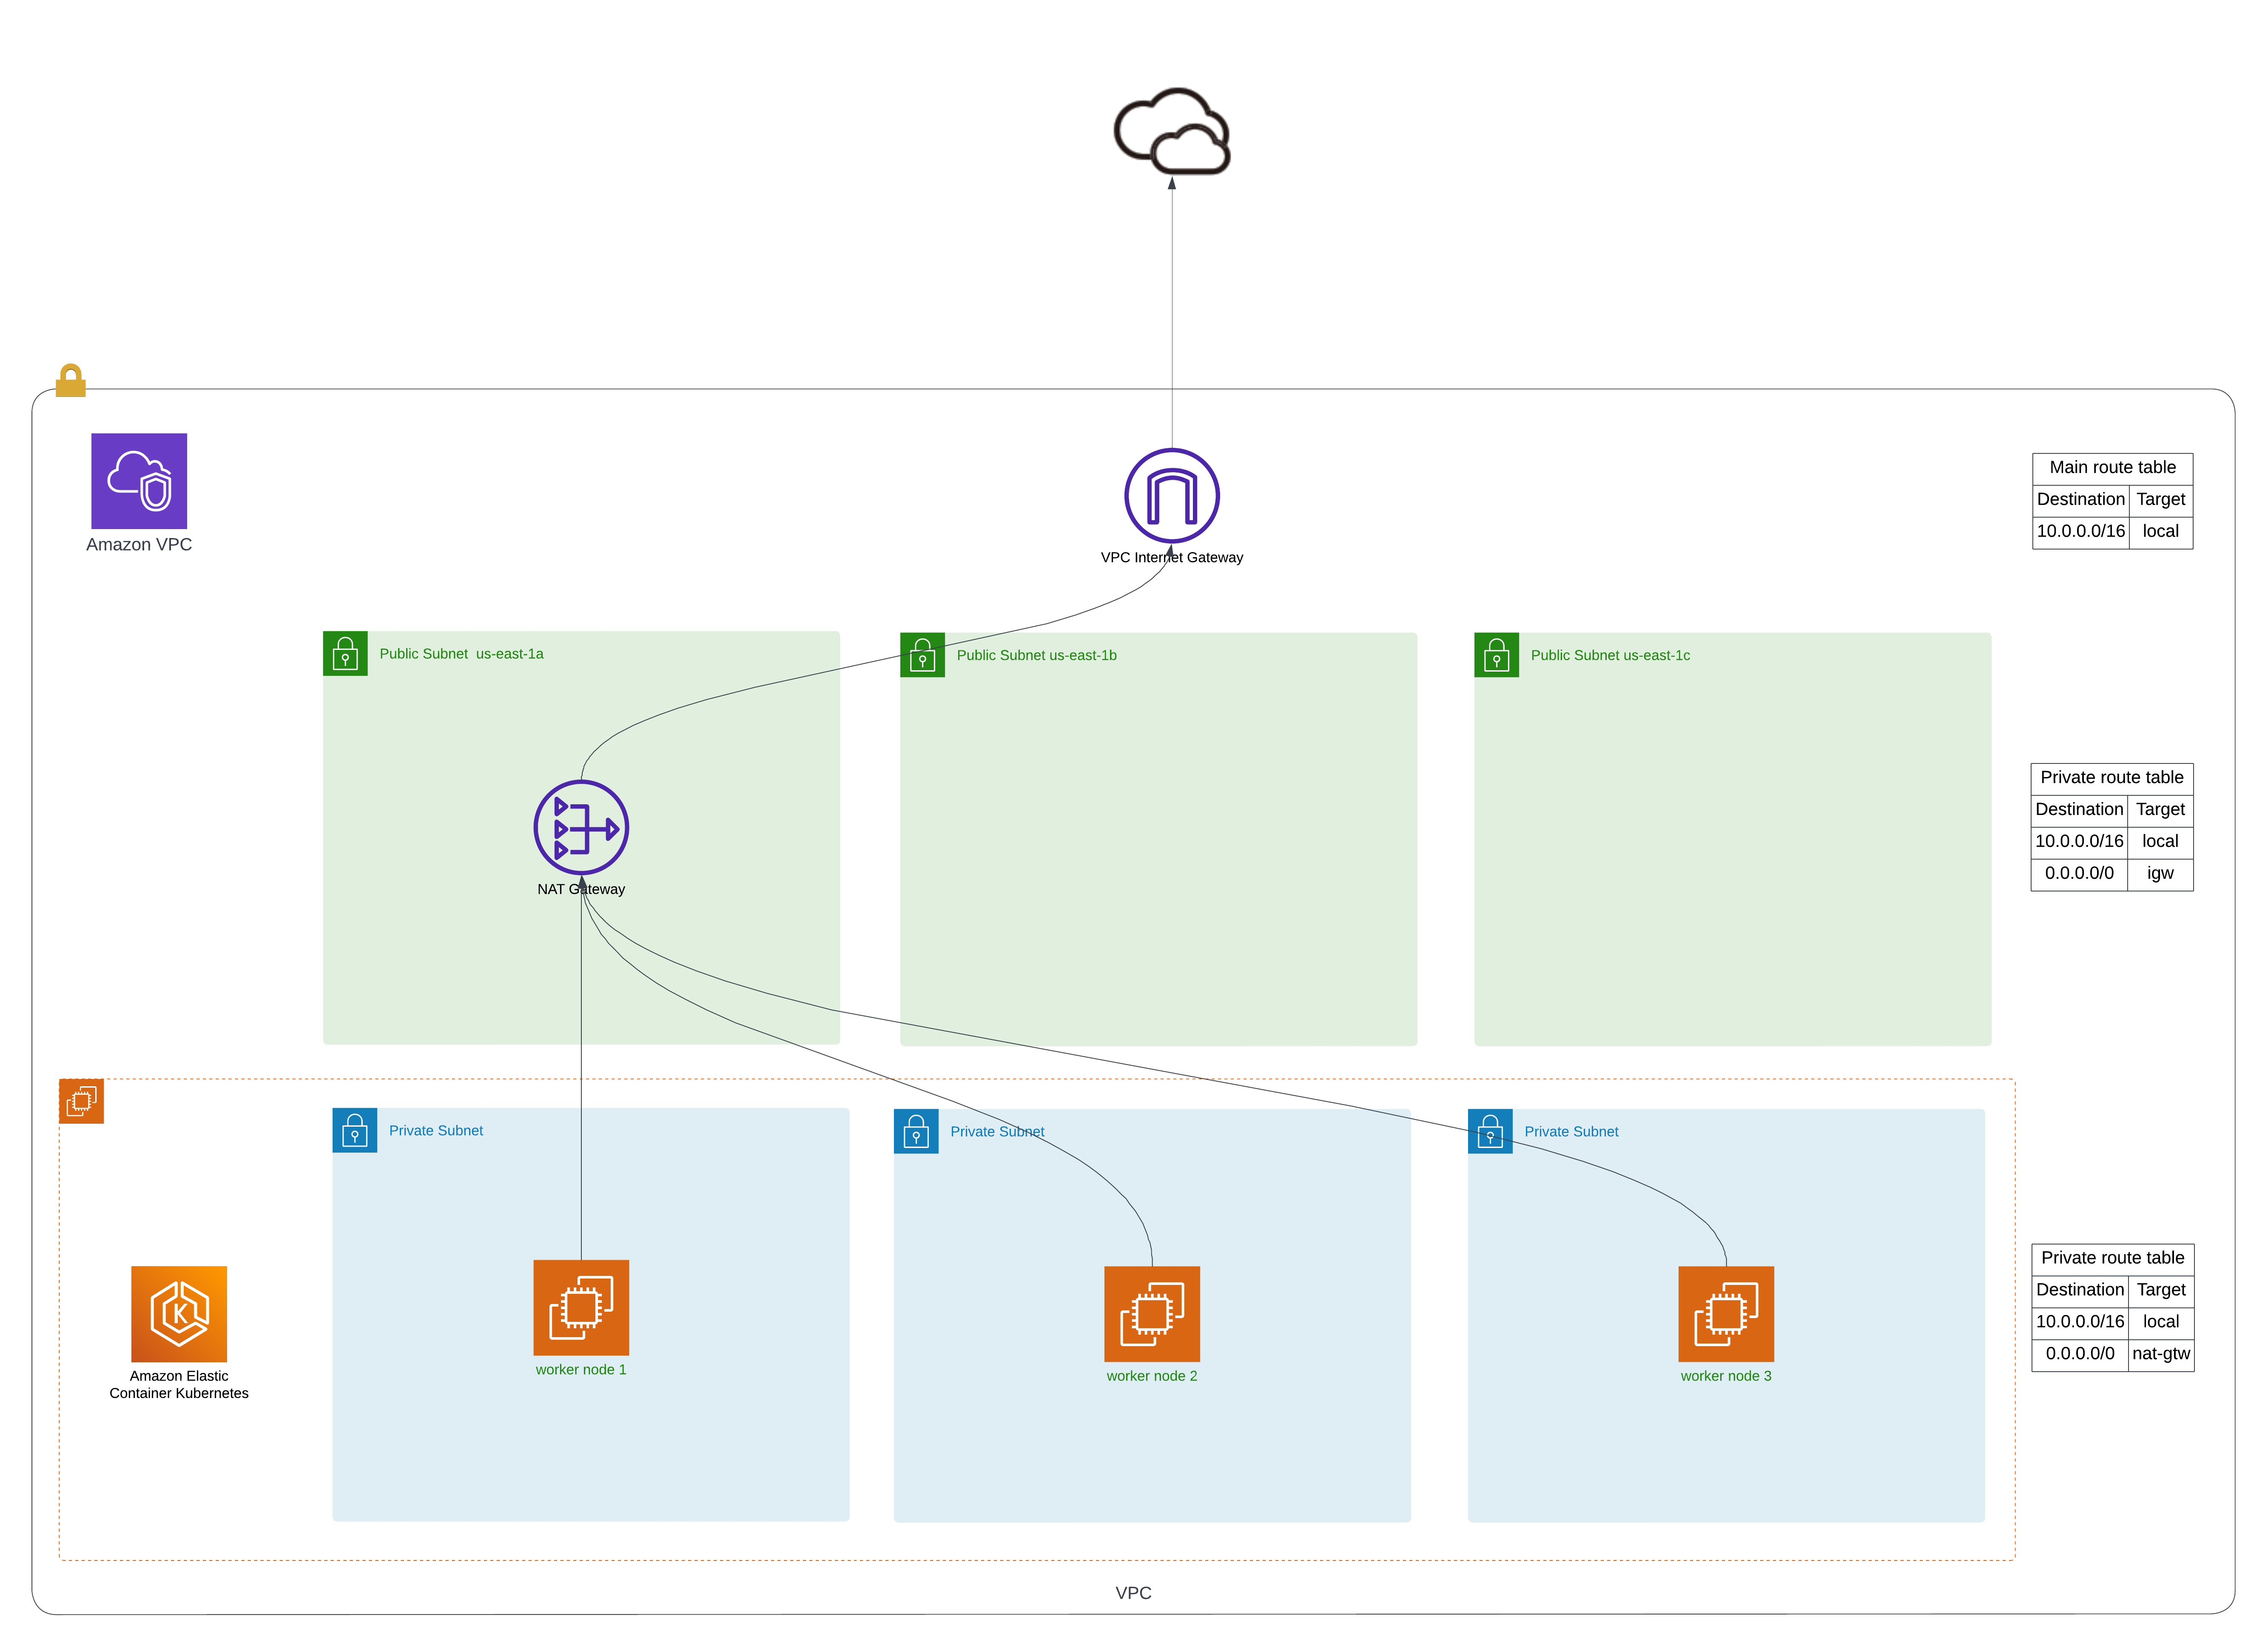 Amazon VPC
VPC Internet Gateway
Main route table
Destination Target
10.0.0.0/16 local
Public Subnet us-east-1a
Public Subnet us-east-1b
Public Subnet us-east-1c
NAT Gateway
Private route table
Destination Target
10.0.0.0/16 local
0.0.0.0/0 igw
Private Subnet
Private Subnet
Private Subnet
Amazon Elastic
Container Kubernetes
worker node 1
worker node 2
worker node 3
Private route table
Destination Target
10.0.0.0/16 local
0.0.0.0/0 nat-gtw
VPC